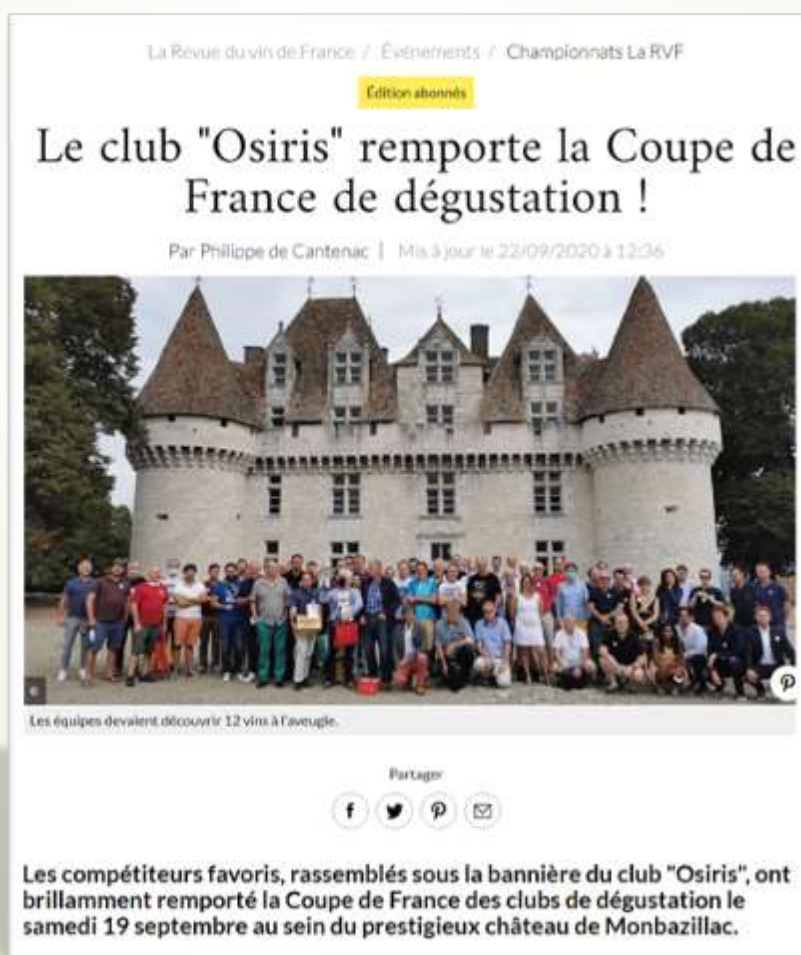 La Revue du vin de France / Événements / Championnats La RVF
Édition abonnés
Le club "Osiris" remporte la Coupe de
France de dégustation !
Par Philippe de Cantenac | Mis à jour le 22/09/2020 à 12:36
Les équipes devaient découvrir 12 vins à l'aveugle.
Partager
Les compétiteurs favoris, rassemblés sous la bannière du club "Osiris", ont
brillamment remporté la Coupe de France des clubs de dégustation le
samedi 19 septembre au sein du prestigieux château de Monbazillac.